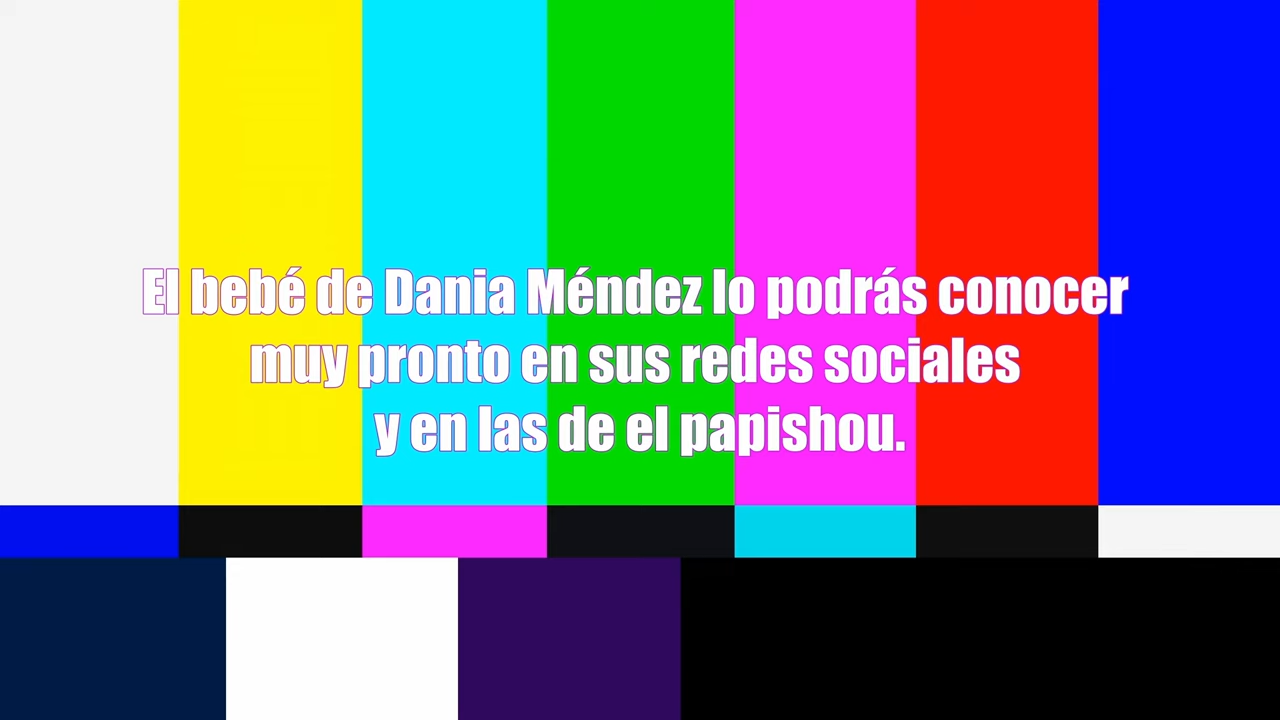 El bebé de Dania Méndez lo podrás conocer
muy pronto en sus redes sociales
y en las de el papishou.